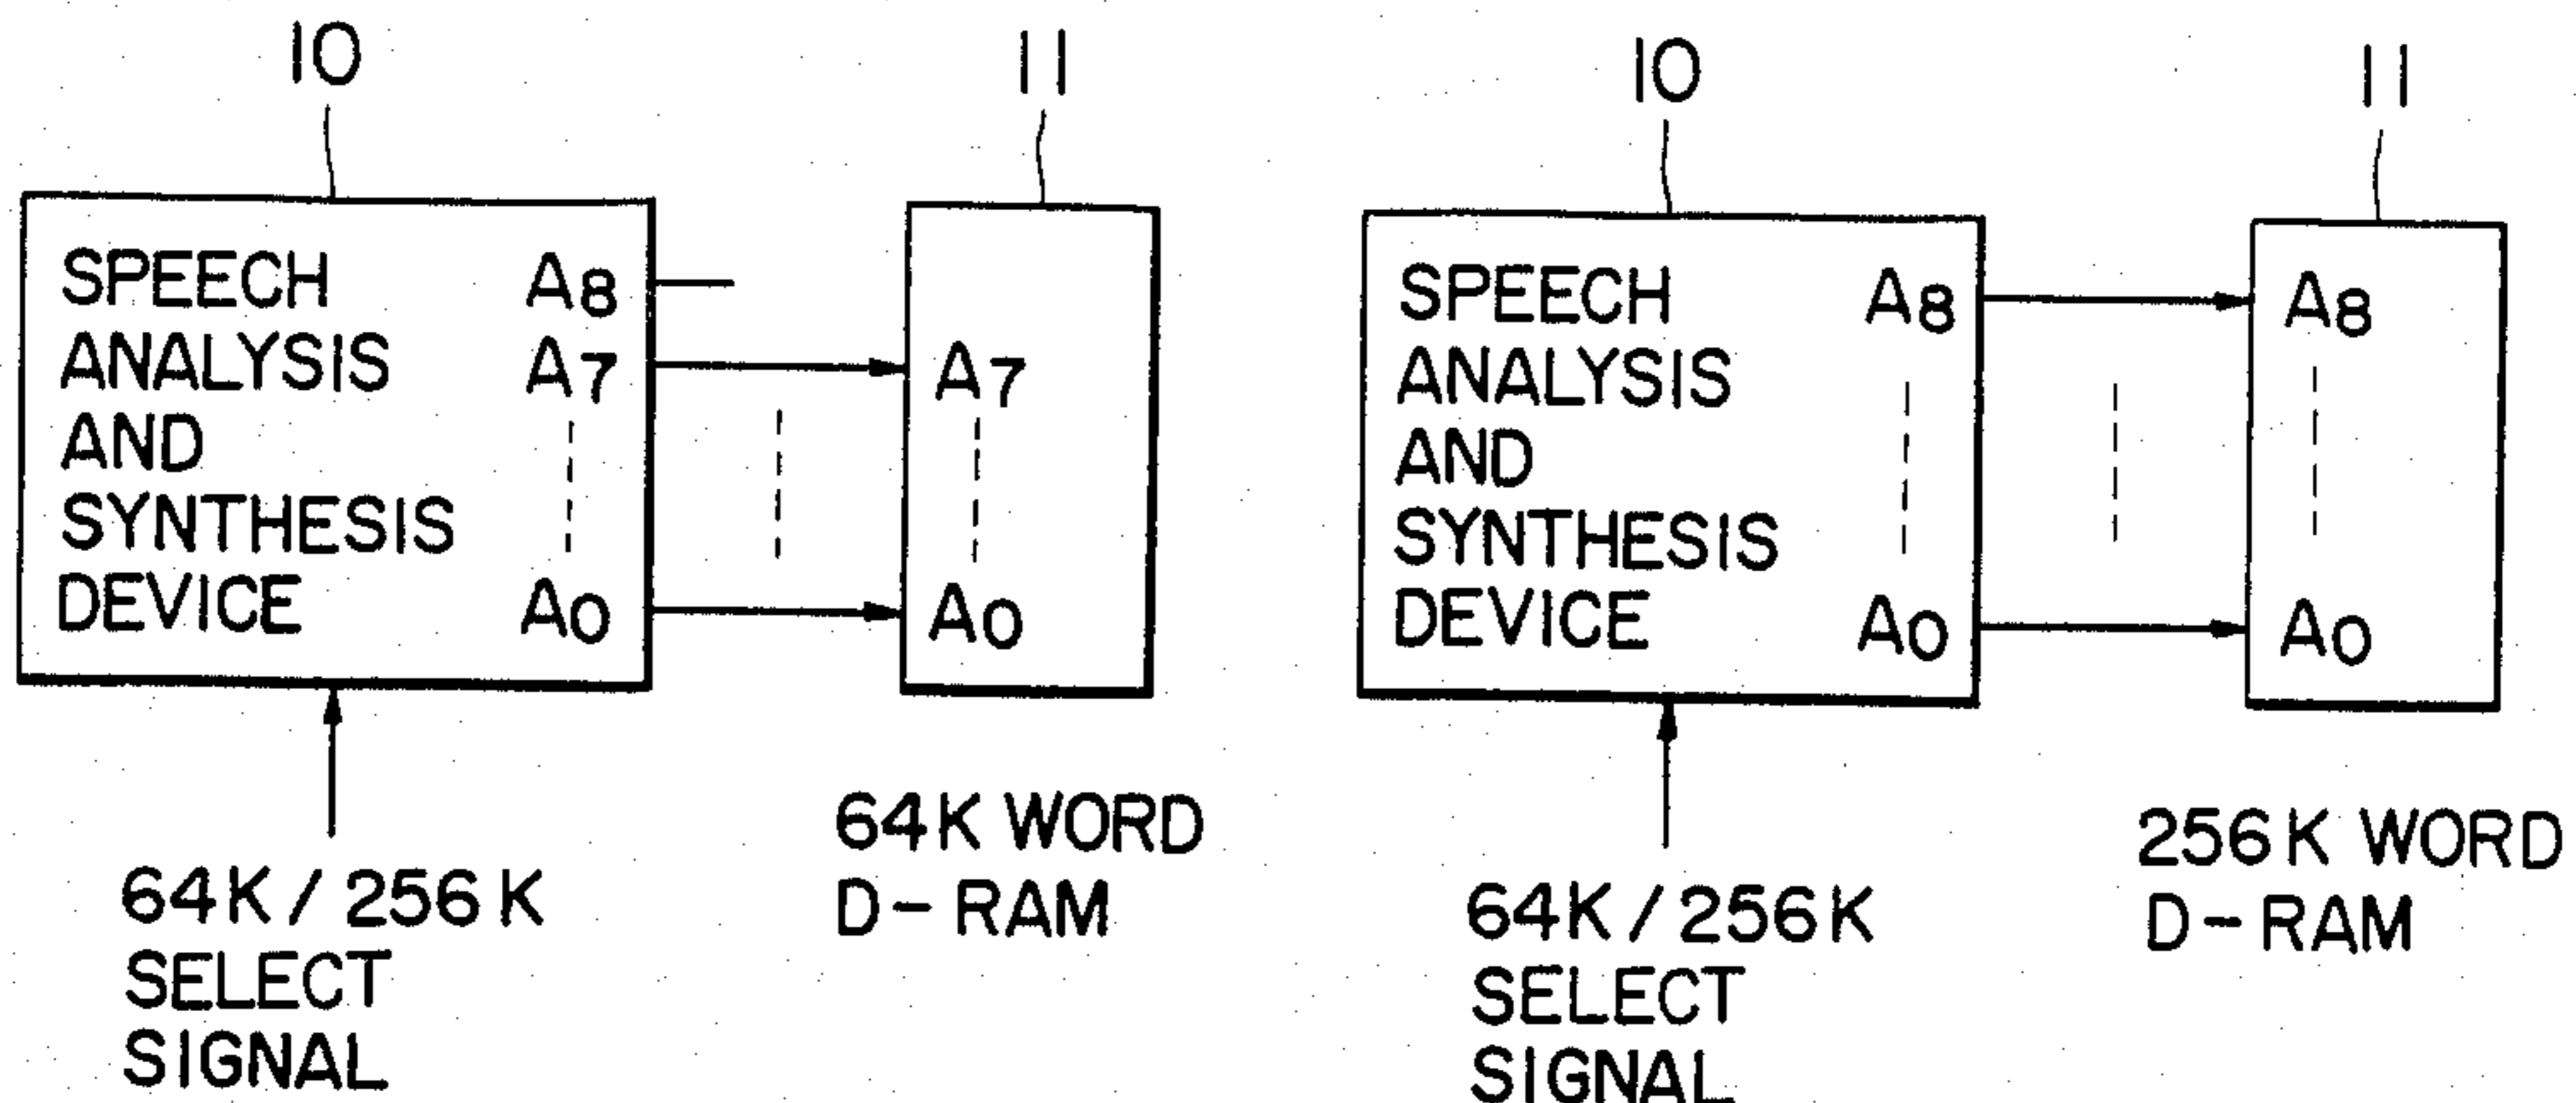 10
11
SPEECH
ANALYSIS
AND
SYNTHESIS
DEVICE
A8
A7
A0
A7
A0
64K/256K
SELECT
SIGNAL
64K WORD
D-RAM
10
11
SPEECH
ANALYSIS
AND
SYNTHESIS
DEVICE
A8
A0
A8
A0
64K/256K
SELECT
SIGNAL
256K WORD
D-RAM